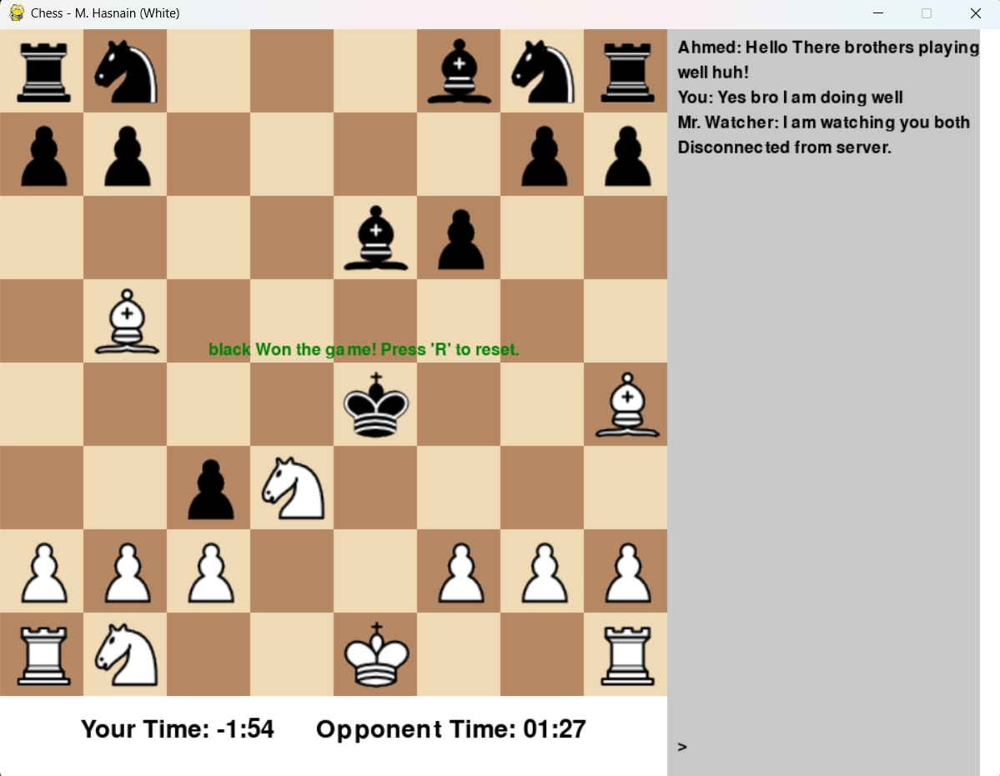 Chess - M. Hasnain (White)
Ahmed: Hello There brothers playing
well huh!
You: Yes bro I am doing well
Mr. Watcher: I am watching you both
Disconnected from server.
black Won the game! Press 'R' to reset.
Your Time: -1:54 Opponent Time: 01:27
>